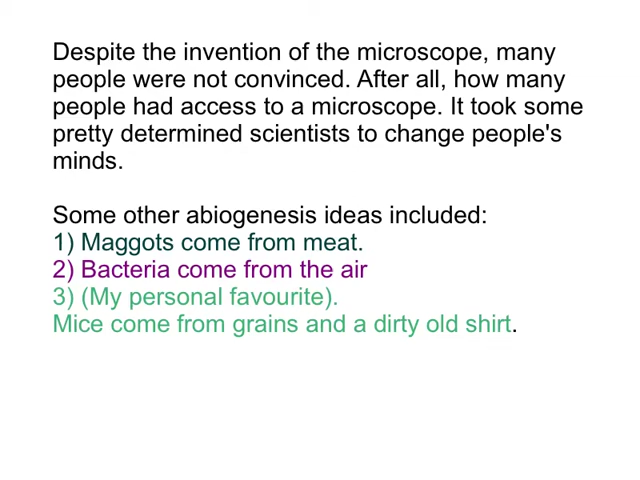 Despite the invention of the microscope, many
people were not convinced. After all, how many
people had access to a microscope. It took some
pretty determined scientists to change people's
minds.
Some other abiogenesis ideas included:
1) Maggots come from meat.
2) Bacteria come from the air
3) (My personal favourite).
Mice come from grains and a dirty old shirt.